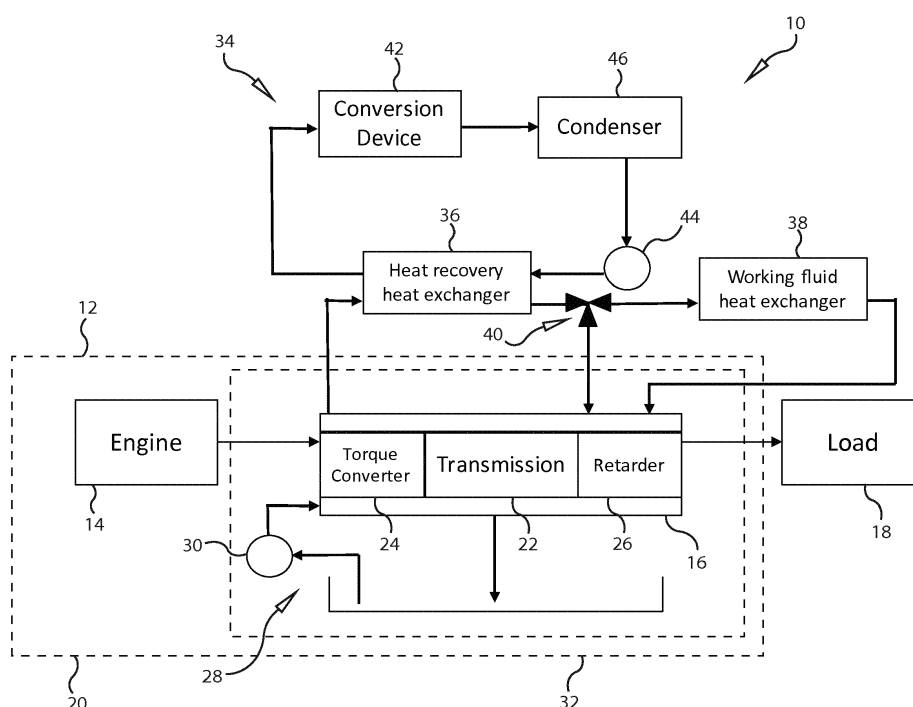 10
34
42
46
Conversion
Device
Condenser
36
44
38
Heat recovery
heat exchanger
Working fluid
heat exchanger
40
12
Engine
Torque
Converter
Transmission
Retarder
Load
14
30
24
22
26
16
18
28
20
32